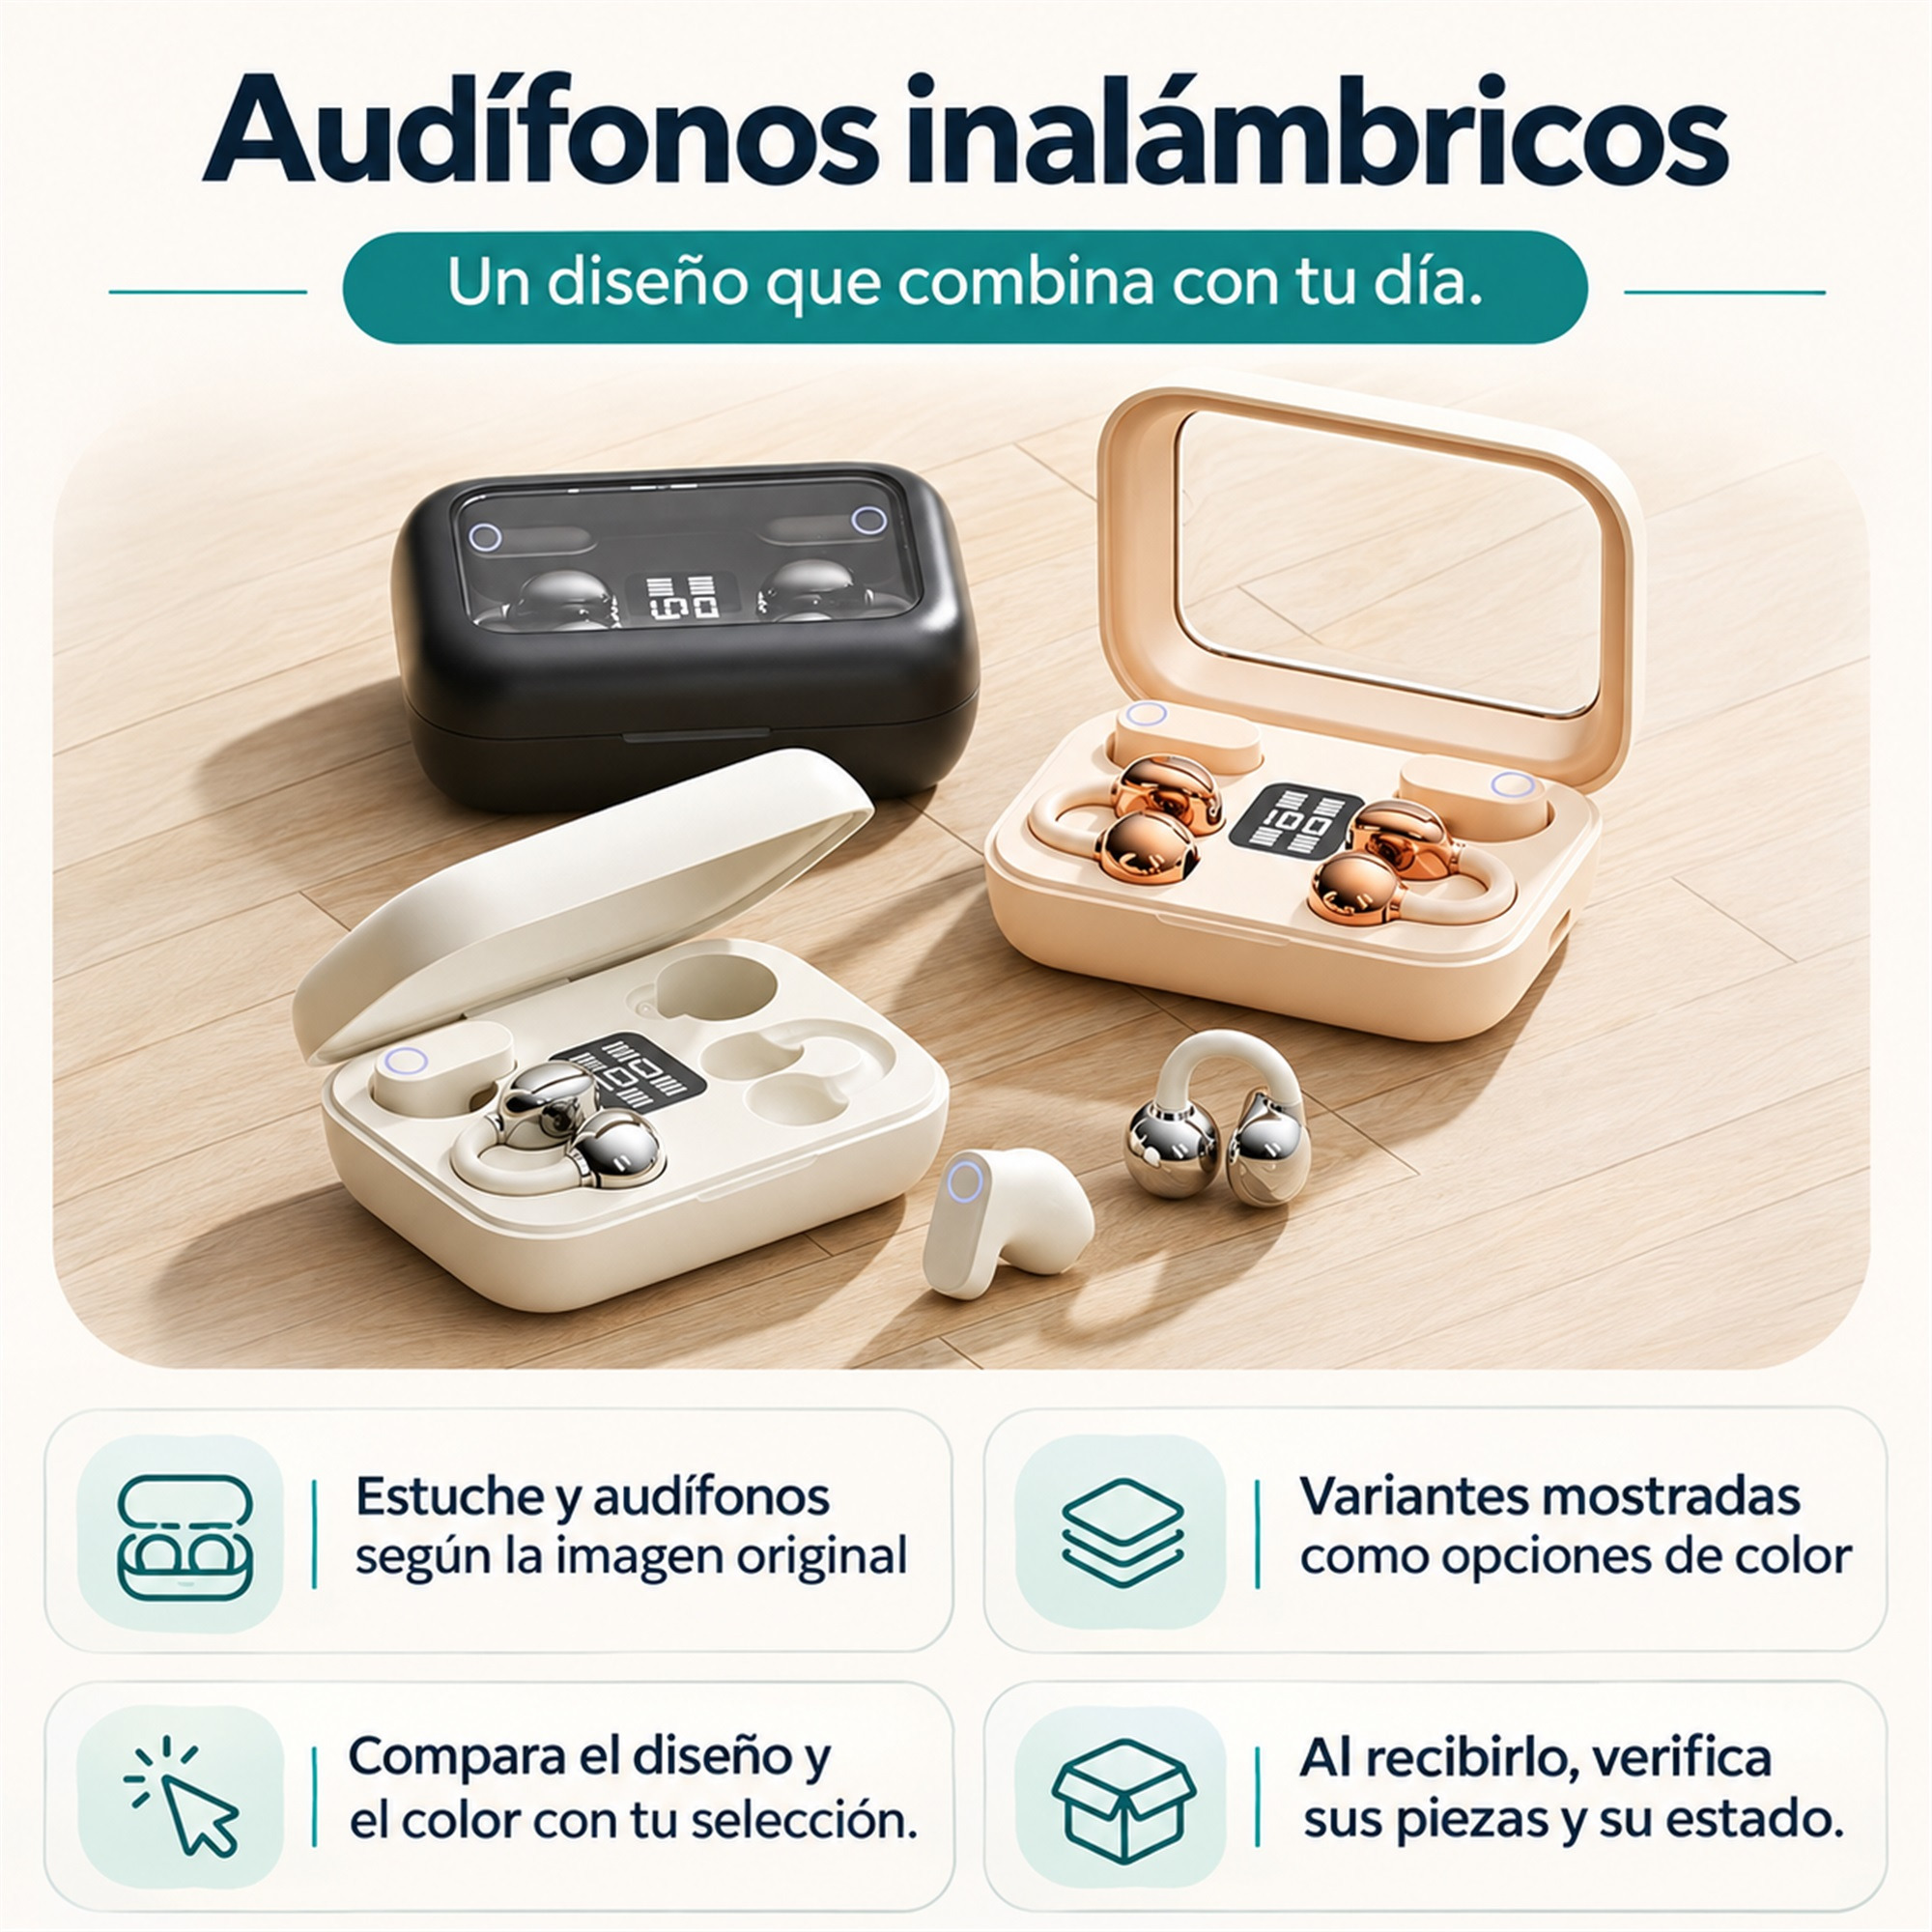 Audífonos inalámbricos
Un diseño que combina con tu día.
100
Estuche y audífonos
según la imagen original
Variantes mostradas
como opciones de color
Compara el diseño y
el color con tu selección.
Al recibirlo, verifica
sus piezas y su estado.